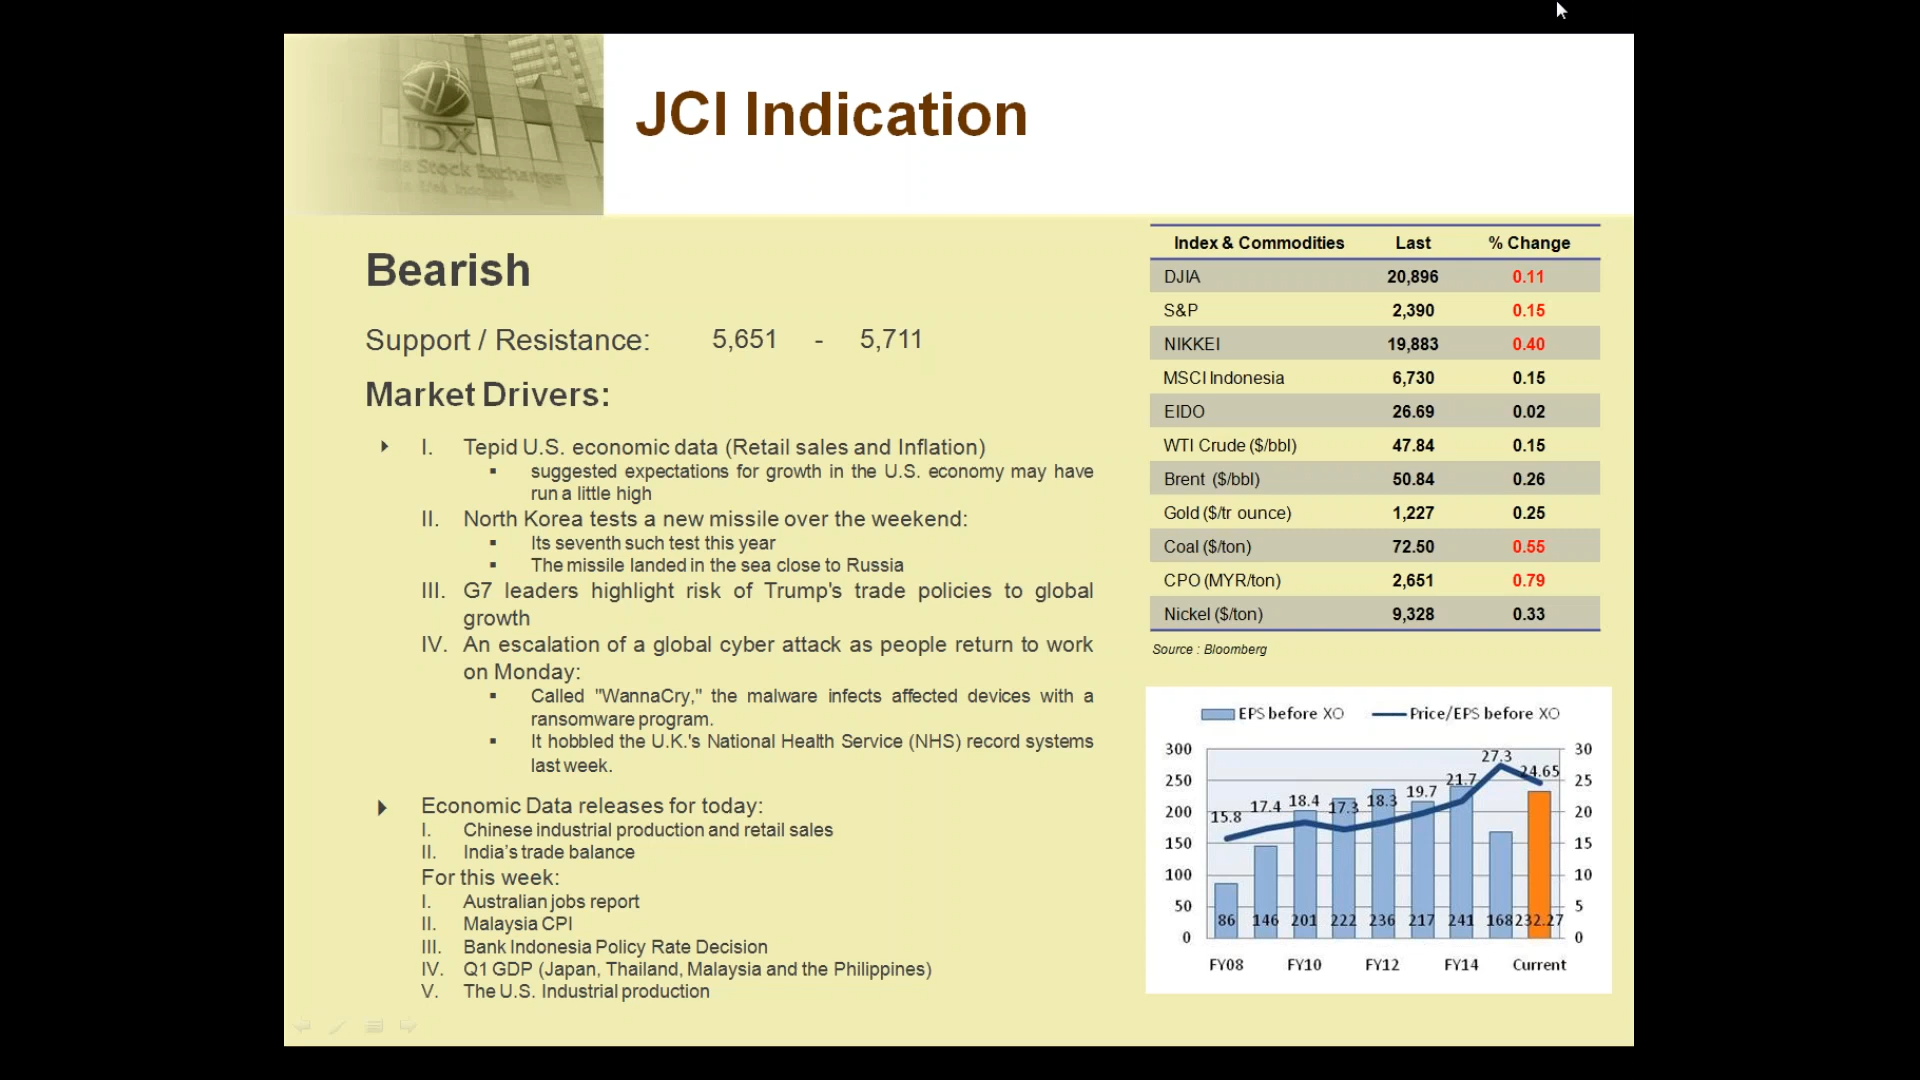 IDX
Stock Exchange
JCI Indication
Bearish
Support / Resistance: 5,651 - 5,711
Market Drivers:
I. Tepid U.S. economic data (Retail sales and Inflation)
suggested expectations for growth in the U.S. economy may have
run a little high
II. North Korea tests a new missile over the weekend:
Its seventh such test this year
The missile landed in the sea close to Russia
III. G7 leaders highlight risk of Trump's trade policies to global
growth
IV. An escalation of a global cyber attack as people return to work
on Monday:
Called "WannaCry," the malware infects affected devices with a
ransomware program.
It hobbled the U.K.'s National Health Service (NHS) record systems
last week.
Economic Data releases for today:
I. Chinese industrial production and retail sales
II. India’s trade balance
For this week:
I. Australian jobs report
II. Malaysia CPI
III. Bank Indonesia Policy Rate Decision
IV. Q1 GDP (Japan, Thailand, Malaysia and the Philippines)
V. The U.S. Industrial production
Index & Commodities Last % Change
DJIA 20,896 0.11
S&P 2,390 0.15
NIKKEI 19,883 0.40
MSCI Indonesia 6,730 0.15
EIDO 26.69 0.02
WTI Crude ($/bbl) 47.84 0.15
Brent ($/bbl) 50.84 0.26
Gold ($/tr ounce) 1,227 0.25
Coal ($/ton) 72.50 0.55
CPO (MYR/ton) 2,651 0.79
Nickel ($/ton) 9,328 0.33
Source : Bloomberg
EPS before XO Price/EPS before XO
300 30
250 25
200 20
150 15
100 10
50 5
0 0
15.8 17.4 18.4 17.3 18.3 19.7 21.7 27.3 24.65
86 146 201 222 236 217 241 168 232.27
FY08 FY10 FY12 FY14 Current